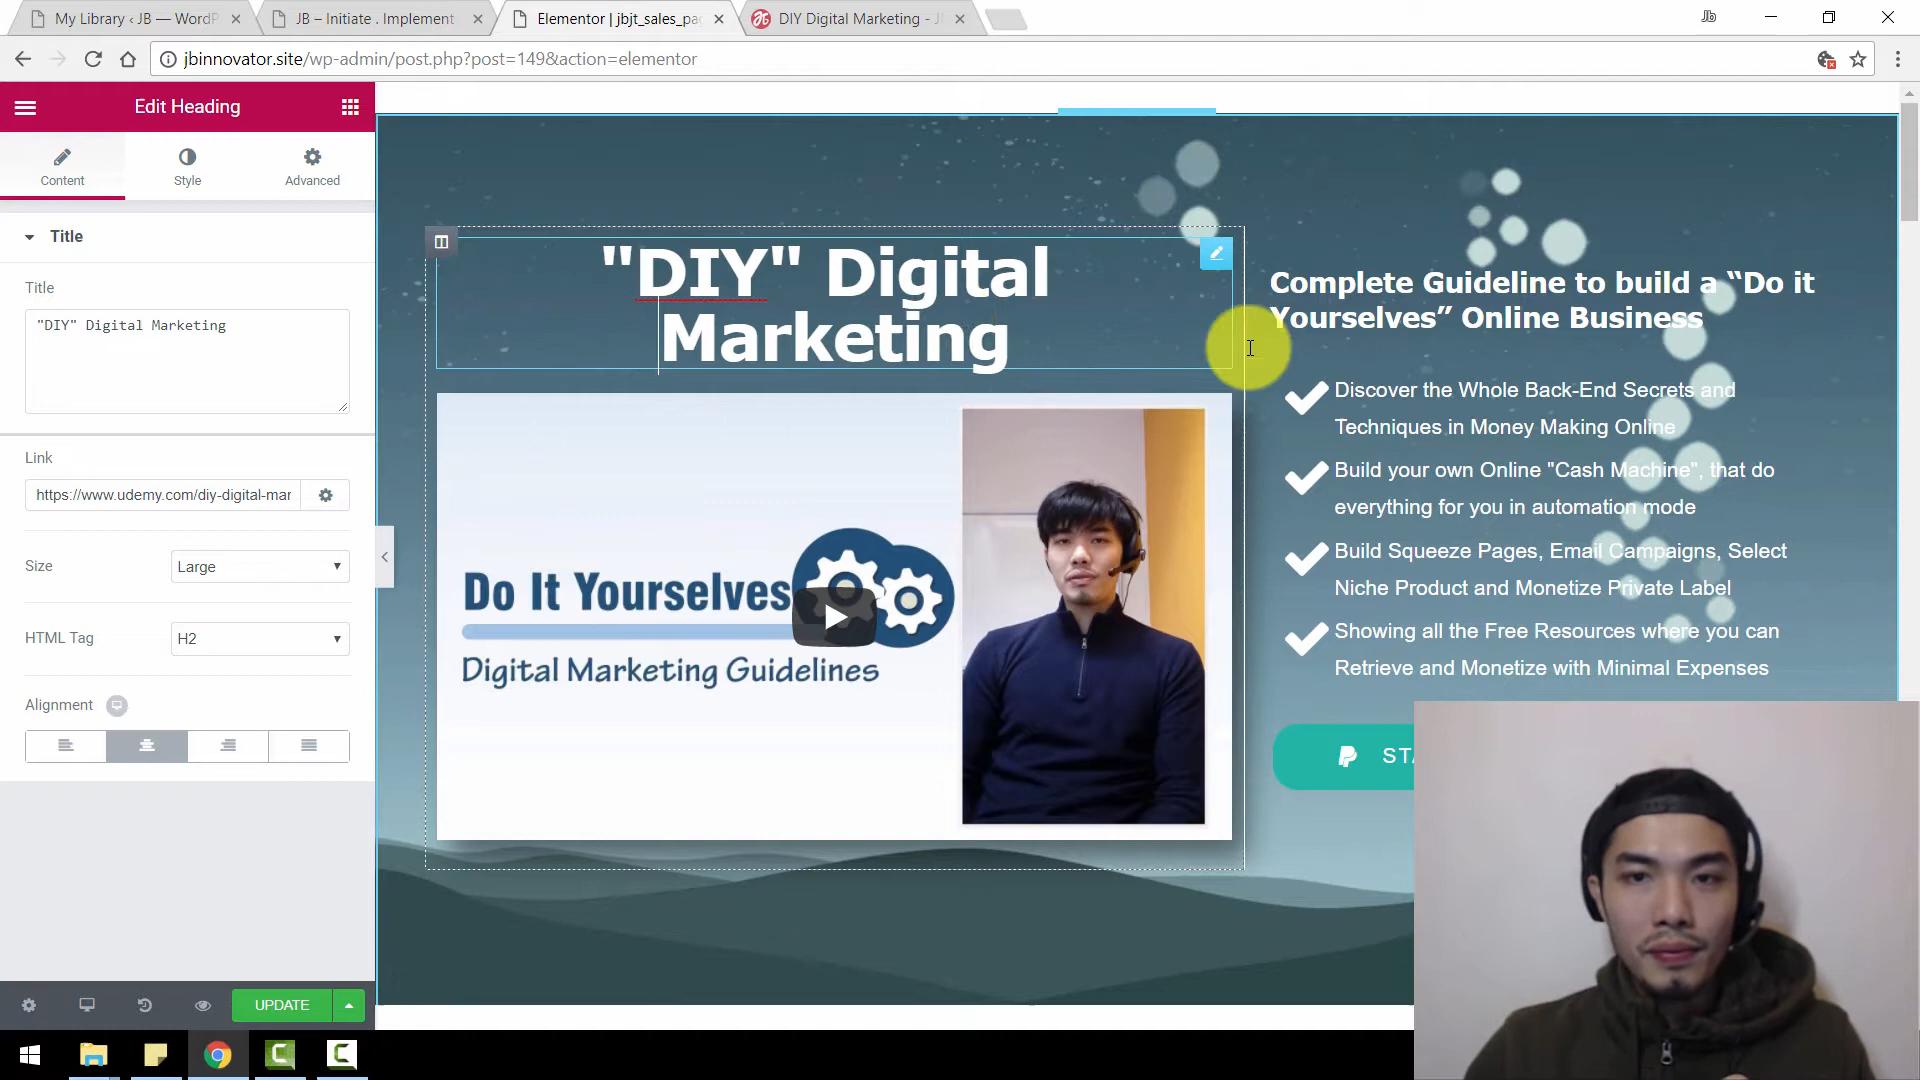 My Library ‹ JB — WordP
JB – Initiate . Implement
Elementor | jbjt_sales_pa
DIY Digital Marketing - J
Jb
jbinnovator.site/wp-admin/post.php?post=149&action=elementor
Edit Heading
Content
Style
Advanced
Title
Title
"DIY" Digital Marketing
Link
https://www.udemy.com/diy-digital-mar
Size
Large
HTML Tag
H2
Alignment
UPDATE
"DIY" Digital
Marketing
Do It Yourselves
Digital Marketing Guidelines
Complete Guideline to build a “Do it
Yourselves” Online Business
Discover the Whole Back-End Secrets and
Techniques in Money Making Online
Build your own Online "Cash Machine", that do
everything for you in automation mode
Build Squeeze Pages, Email Campaigns, Select
Niche Product and Monetize Private Label
Showing all the Free Resources where you can
Retrieve and Monetize with Minimal Expenses
STA